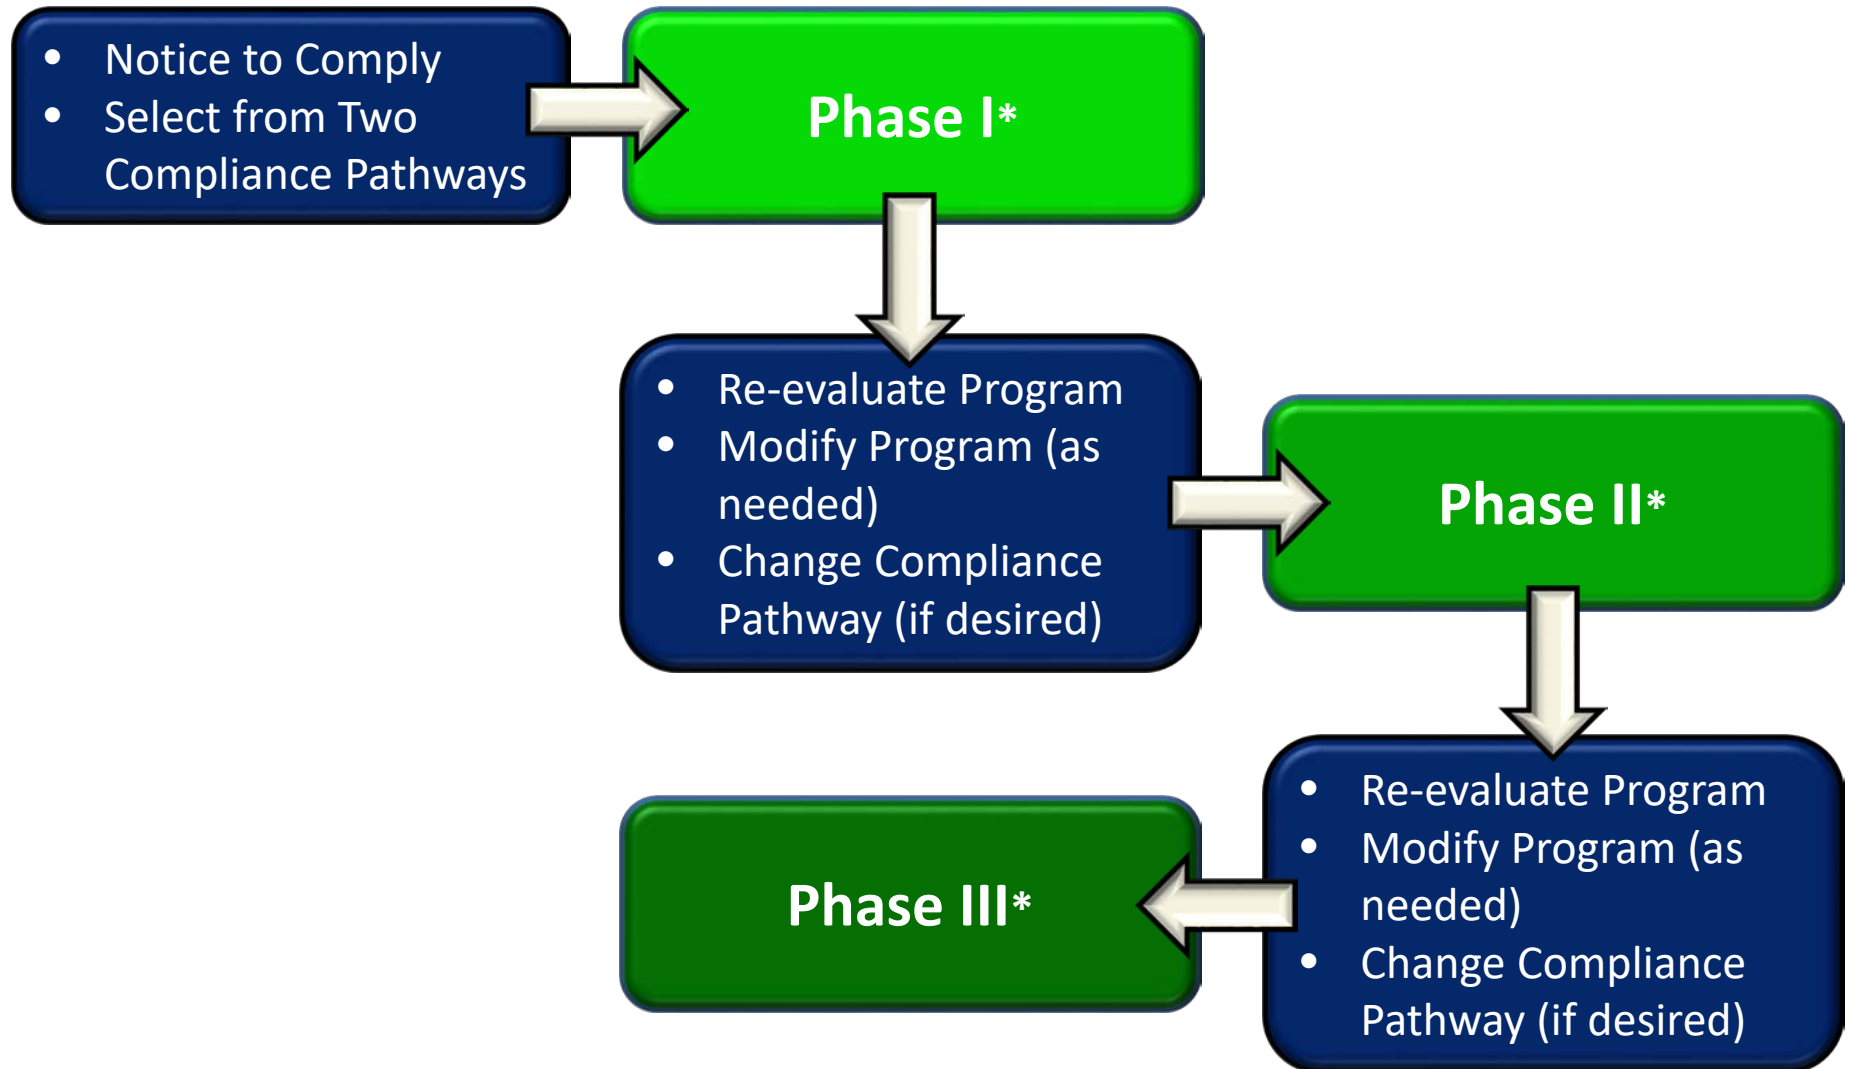 • Notice to Comply
• Select from Two
Compliance Pathways
Phase I*
• Re-evaluate Program
• Modify Program (as
needed)
• Change Compliance
Pathway (if desired)
Phase II*
• Re-evaluate Program
• Modify Program (as
needed)
• Change Compliance
Pathway (if desired)
Phase III*